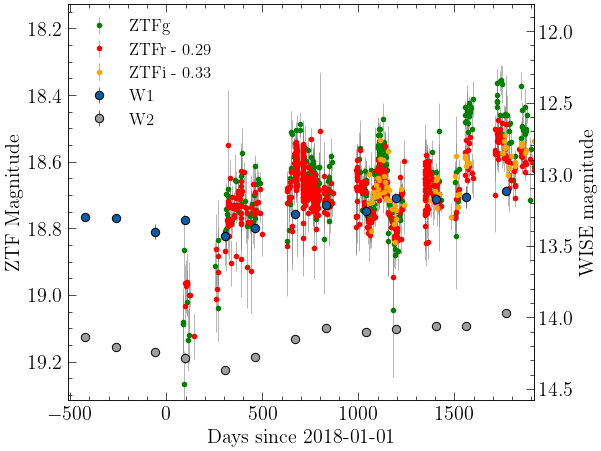 ZTFg
ZTFr - 0.29
ZTFi - 0.33
W1
W2
18.2
18.4
18.6
18.8
19.0
19.2
ZTF Magnitude
12.0
12.5
13.0
13.5
14.0
14.5
WISE magnitude
−500
0
500
1000
1500
Days since 2018-01-01